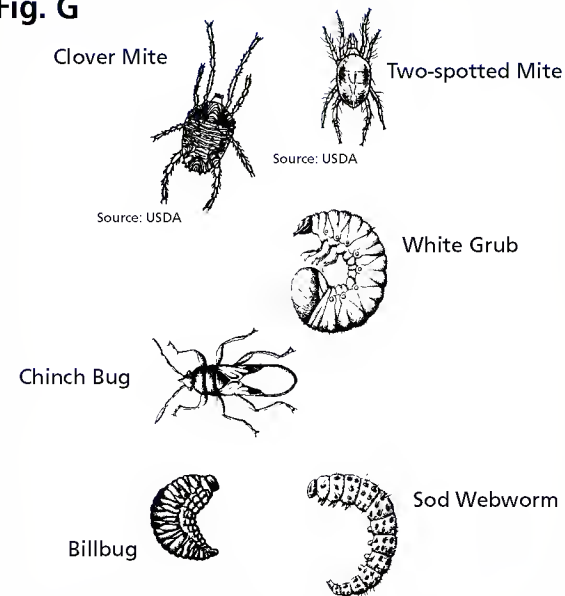 Fig. G
Clover Mite
Two-spotted Mite
Source: USDA
Source: USDA
White Grub
Chinch Bug
Sod Webworm
Billbug